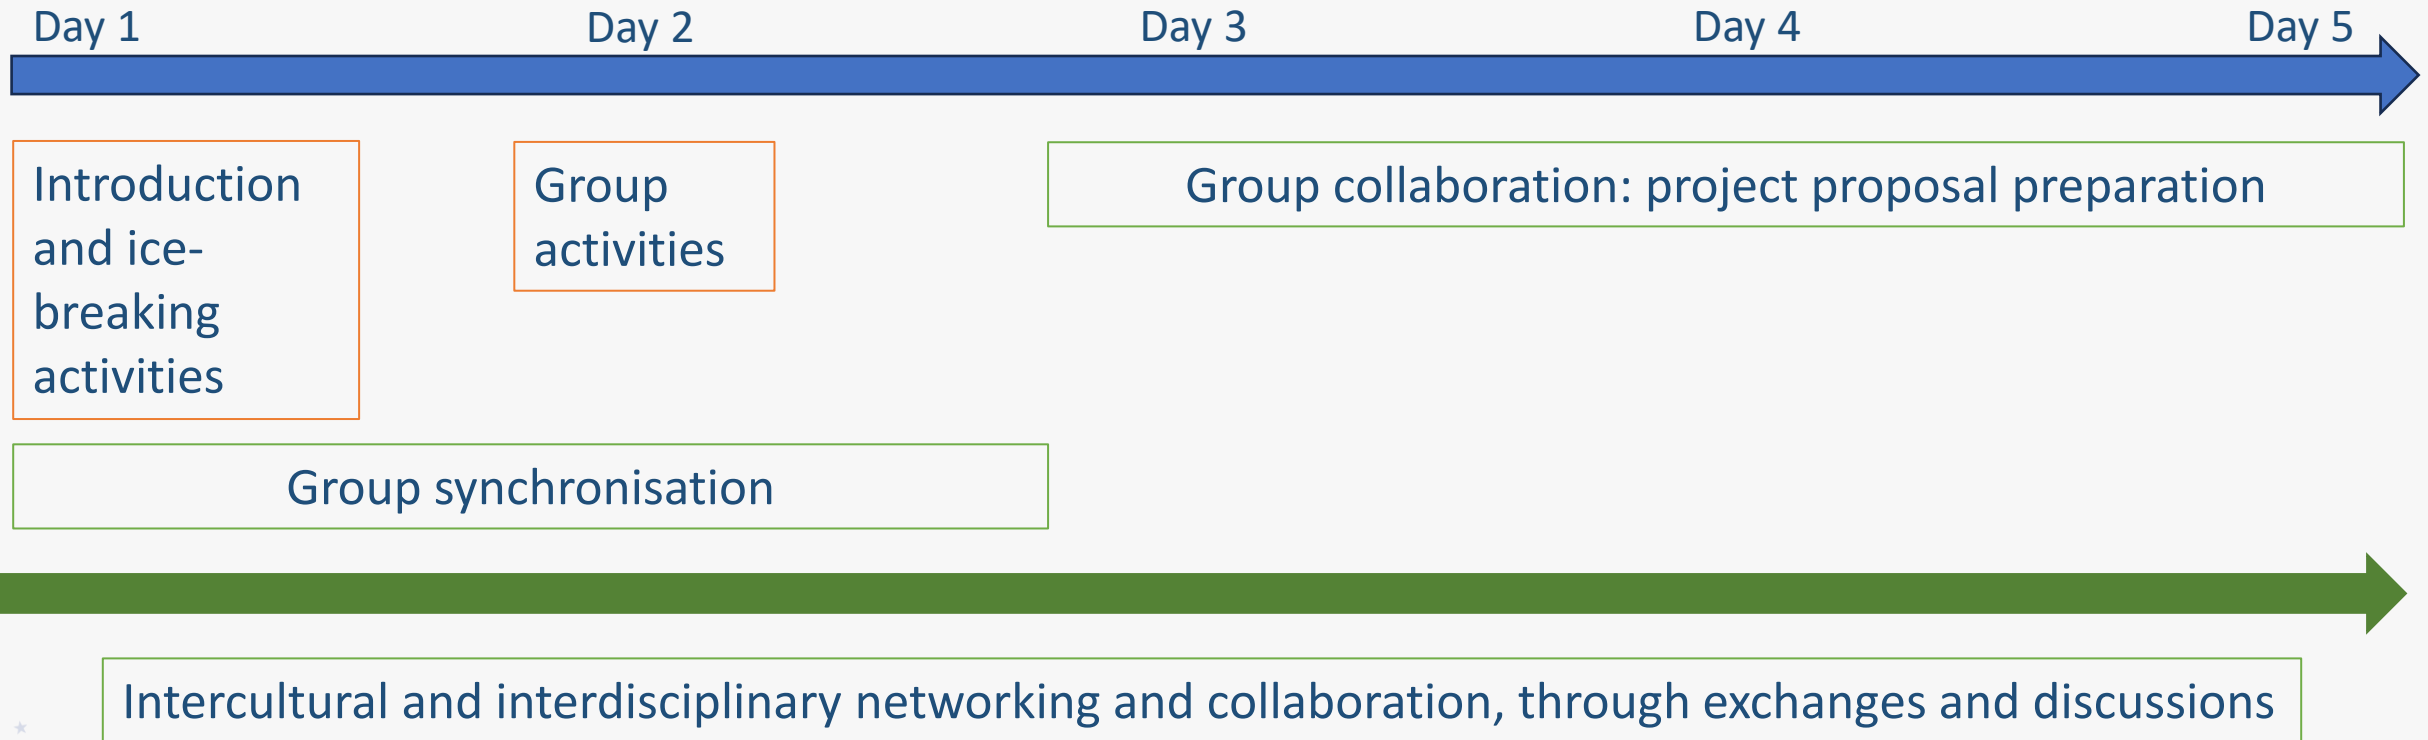 Day 1 Day 2 Day 3 Day 4 Day 5
Introduction
and ice-
breaking
activities
Group
activities
Group collaboration: project proposal preparation
Group synchronisation
Intercultural and interdisciplinary networking and collaboration, through exchanges and discussions